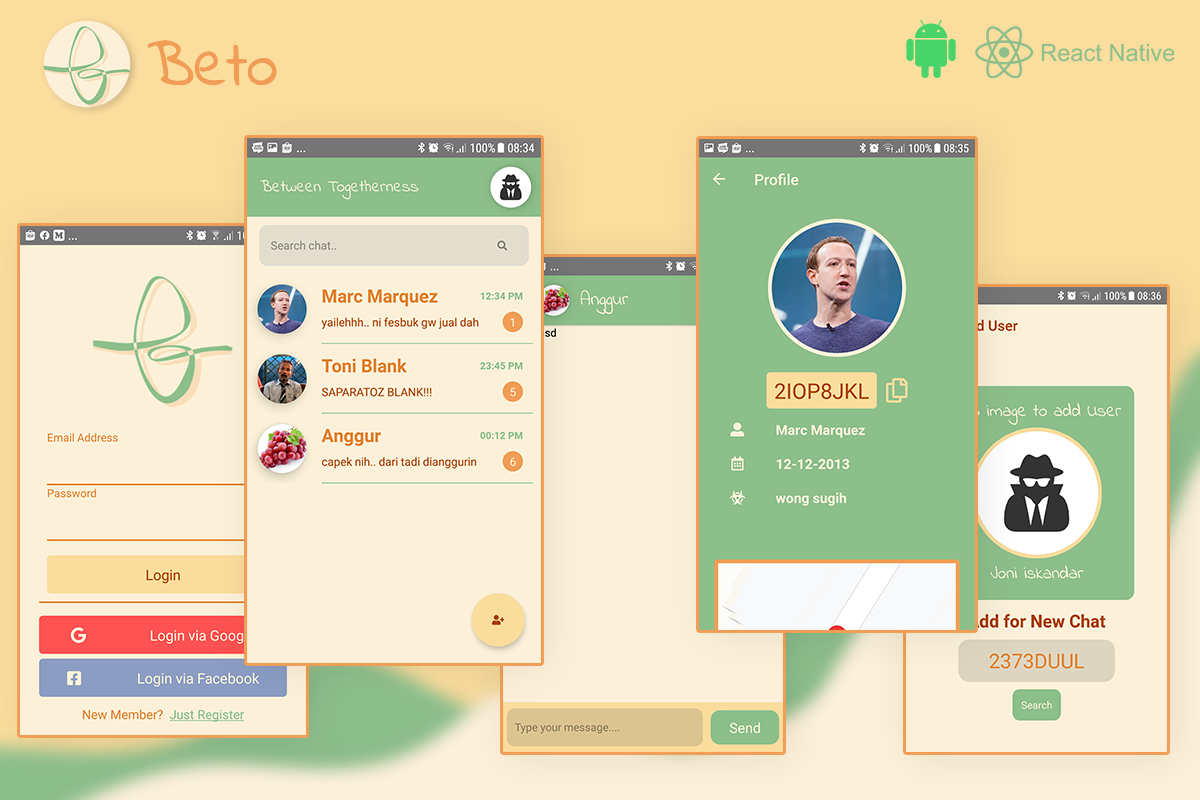 Beto
React Native
... 100% 08:34
Between Togetherness
Search chat..
Marc Marquez 12:34 PM
yailehhh.. ni fesbuk gw jual dah 1
Toni Blank 23:45 PM
SAPARATOZ BLANK!!! 5
Anggur 00:12 PM
capek nih.. dari tadi dianggurin 6
M ... 10
Email Address
Password
Login
G Login via Goog
Login via Facebook
New Member? Just Register
...
Anggur
sd
Type your message.... Send
... 100% 08:35
Profile
2IOP8JKL
Marc Marquez
12-12-2013
wong sugih
100% 08:36
d User
image to add User
Joni iskandar
dd for New Chat
2373DUUL
Search